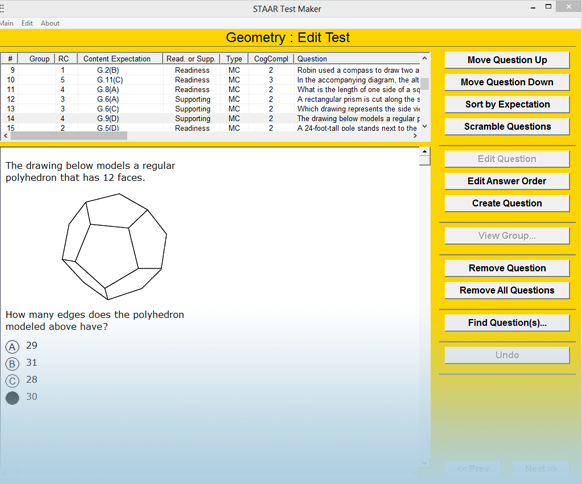 STAAR Test Maker
Main Edit About
Geometry : Edit Test
# Group RC Content Expectation Read. or Supp. Type CogCompl Question
9 1 G.2(B) Readiness MC 2 Robin used a compass to draw two a
10 5 G.11(C) Readiness MC 3 In the accompanying diagram, the alt
11 4 G.8(A) Readiness MC 2 What is the length of one side of a sq
12 3 G.6(A) Supporting MC 2 A rectangular prism is cut along the s
13 3 G.6(C) Supporting MC 2 Which drawing represents the side vi
14 4 G.9(D) Supporting MC 2 The drawing below models a regular p
15 2 G.5(D) Readiness MC 2 A 24-foot-tall pole stands next to the
Move Question Up
Move Question Down
Sort by Expectation
Scramble Questions
Edit Question
Edit Answer Order
Create Question
View Group...
Remove Question
Remove All Questions
Find Question(s)...
Undo
The drawing below models a regular
polyhedron that has 12 faces.
How many edges does the polyhedron
modeled above have?
A 29
B 31
C 28
30
<< Prev Next >>